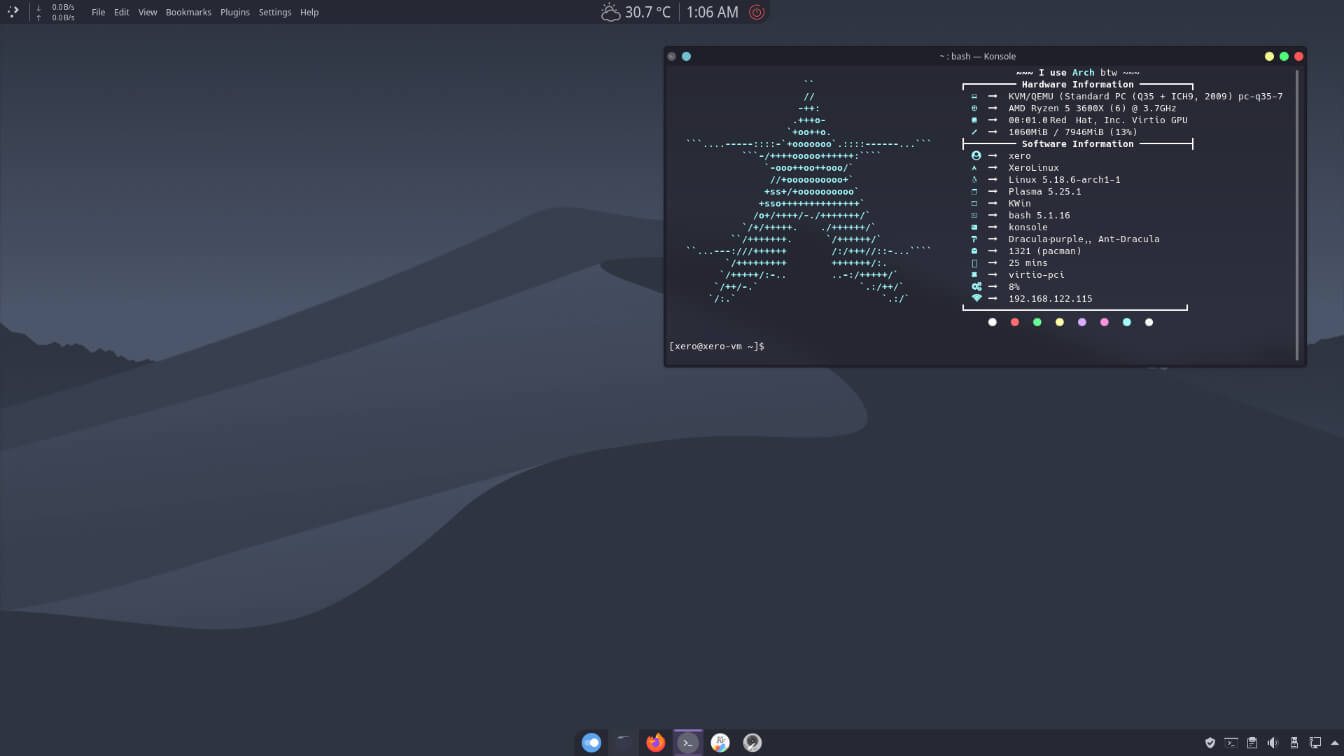 0.0 B/s
0.0 B/s
File Edit View Bookmarks Plugins Settings Help
30.7 °C
1:06 AM
~ : bash — Konsole
~~~ I use Arch btw ~~~
Hardware Information
KVM/QEMU (Standard PC (Q35 + ICH9, 2009) pc-q35-7
AMD Ryzen 5 3600X (6) @ 3.7GHz
00:01.0 Red Hat, Inc. Virtio GPU
1060MiB / 7946MiB (13%)
Software Information
xero
XeroLinux
Linux 5.18.6-arch1-1
Plasma 5.25.1
KWin
bash 5.1.16
konsole
Dracula-purple,, Ant-Dracula
1321 (pacman)
25 mins
virtio-pci
8%
192.168.122.115
[xero@xero-vm ~]$